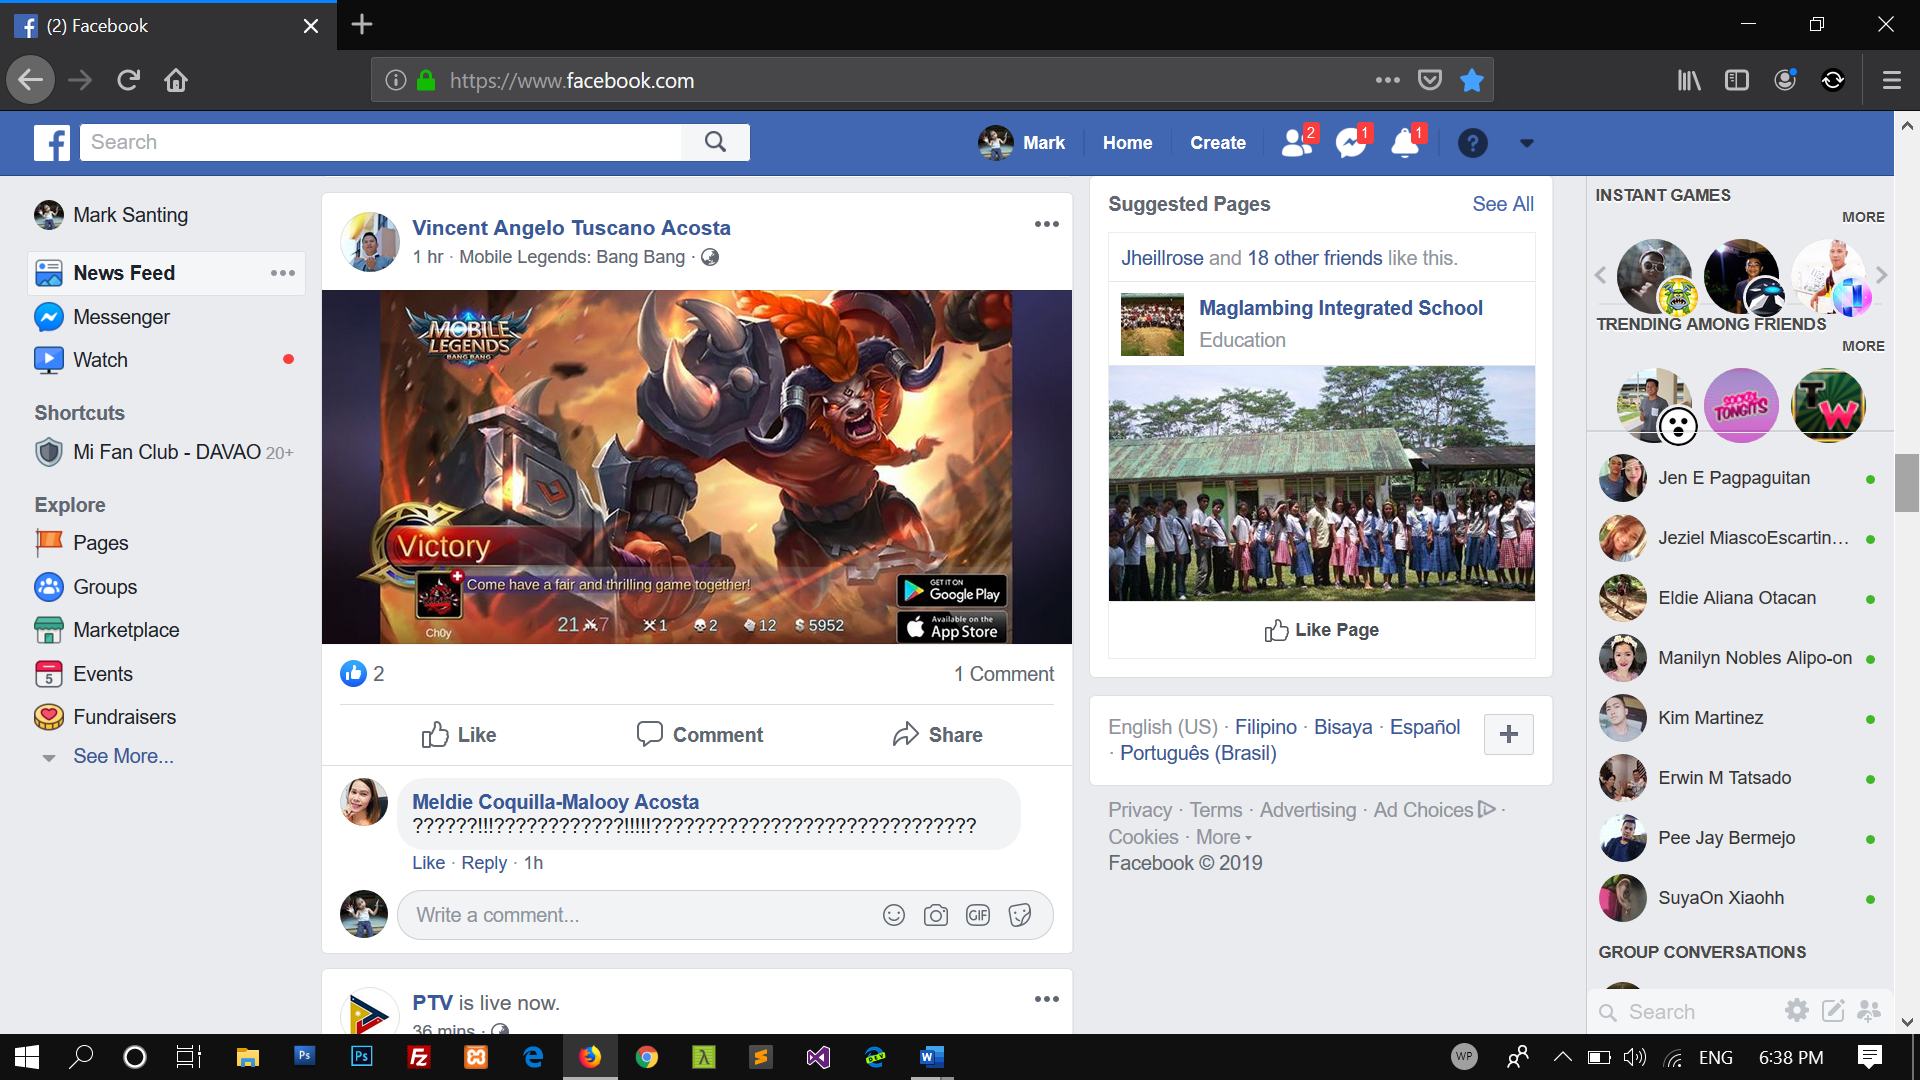 (2) Facebook
https://www.facebook.com
Search
Mark
Home
Create
2
1
1
Mark Santing
News Feed
Messenger
Watch
Shortcuts
Mi Fan Club - DAVAO 20+
Explore
Pages
Groups
Marketplace
5
Events
Fundraisers
See More...
Vincent Angelo Tuscano Acosta
1 hr · Mobile Legends: Bang Bang ·
MOBILE
LEGENDS
BANG BANG
Victory
Come have a fair and thrilling game together!
Ch0y
21 7
1
2
12
$ 5952
GET IT ON
Google Play
Available on the
App Store
2
1 Comment
Like
Comment
Share
Meldie Coquilla-Malooy Acosta
??????!!!????????????!!!!!??????????????????????????????
Like · Reply · 1h
Write a comment...
GIF
PTV is live now.
36 mins ·
Suggested Pages
See All
Jheillrose and 18 other friends like this.
Maglambing Integrated School
Education
Like Page
English (US) · Filipino · Bisaya · Español
· Português (Brasil)
Privacy · Terms · Advertising · Ad Choices ·
Cookies · More
Facebook © 2019
INSTANT GAMES
MORE
TRENDING AMONG FRIENDS
MORE
TONGITS
T W
Jen E Pagpaguitan
Jeziel MiascoEscartin...
Eldie Aliana Otacan
Manilyn Nobles Alipo-on
Kim Martinez
Erwin M Tatsado
Pee Jay Bermejo
SuyaOn Xiaohh
GROUP CONVERSATIONS
Search
Ps
Ps
Fz
DEV
W
WP
ENG
6:38 PM